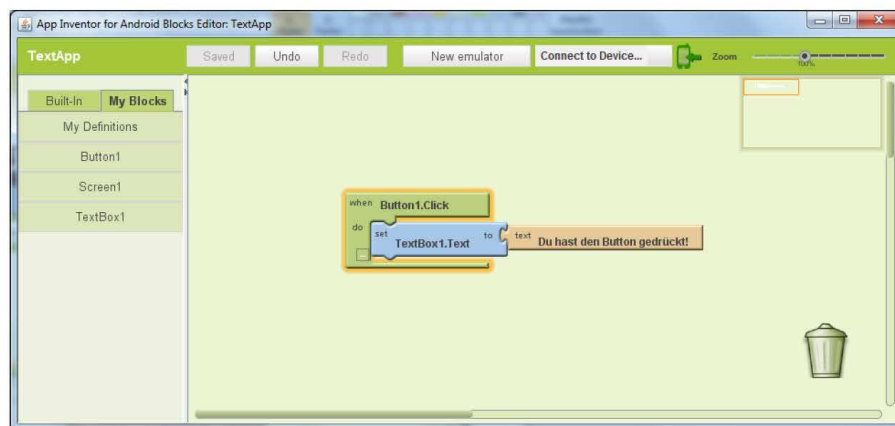 App Inventor for Android Blocks Editor: TextApp
TextApp
Saved
Undo
Redo
New emulator
Connect to Device...
Zoom
100%
Built-In
My Blocks
My Definitions
Button1
Screen1
TextBox1
when Button1.Click
do
set TextBox1.Text to
text Du hast den Button gedrückt!